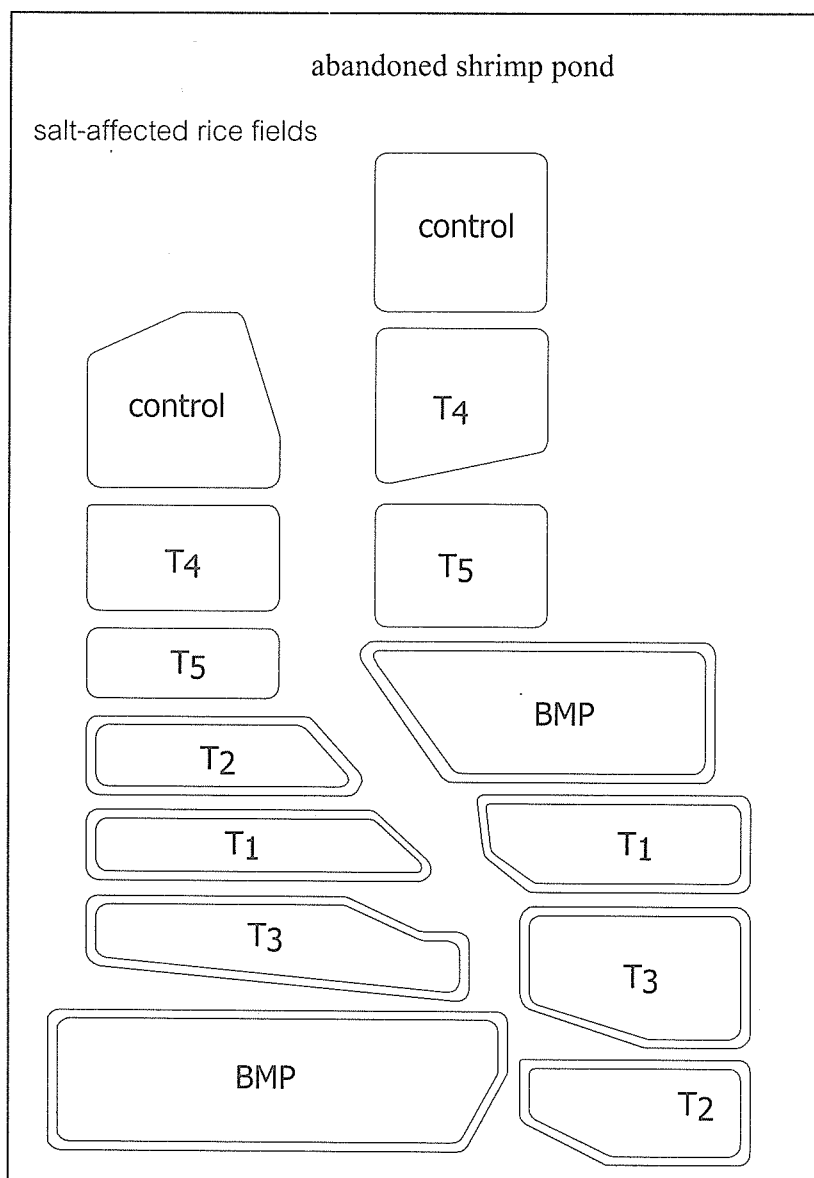 abandoned shrimp pond
salt-affected rice fields
control
control
T4
T4
T5
T5
T2
BMP
T1
T1
T3
T3
BMP
T2